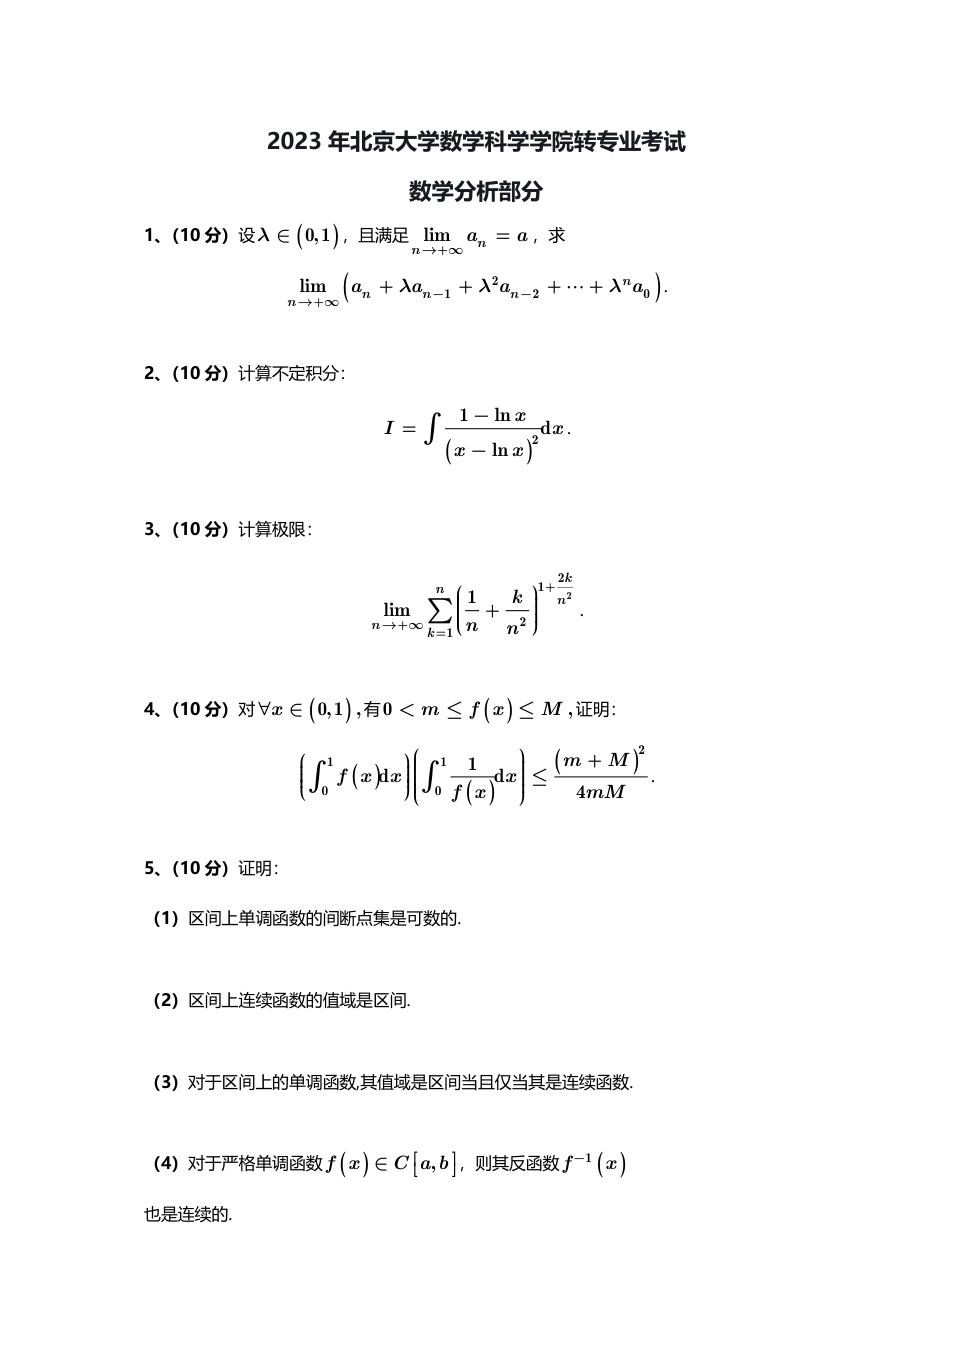 2023 年北京大学数学科学学院转专业考试
数学分析部分
1、（10 分）设 λ ∈ (0,1)，且满足 lim_{n→+∞} a_n = a，求
lim_{n→+∞} (a_n + λa_{n−1} + λ^2 a_{n−2} + ⋯ + λ^n a_0).
2、（10 分）计算不定积分：
I = ∫ (1 − ln x)/(x − ln x)^2 dx.
3、（10 分）计算极限：
lim_{n→+∞} ∑_{k=1}^{n} (1/n + k/n^2)^{1+2k/n^2}.
4、（10 分）对 ∀x ∈ (0,1), 有 0 < m ≤ f(x) ≤ M, 证明：
(∫_0^1 f(x)dx)(∫_0^1 1/f(x) dx) ≤ (m + M)^2/4mM.
5、（10 分）证明：
（1）区间上单调函数的间断点集是可数的.
（2）区间上连续函数的值域是区间.
（3）对于区间上的单调函数,其值域是区间当且仅当其是连续函数.
（4）对于严格单调函数 f(x) ∈ C[a,b]，则其反函数 f^{−1}(x)
也是连续的.